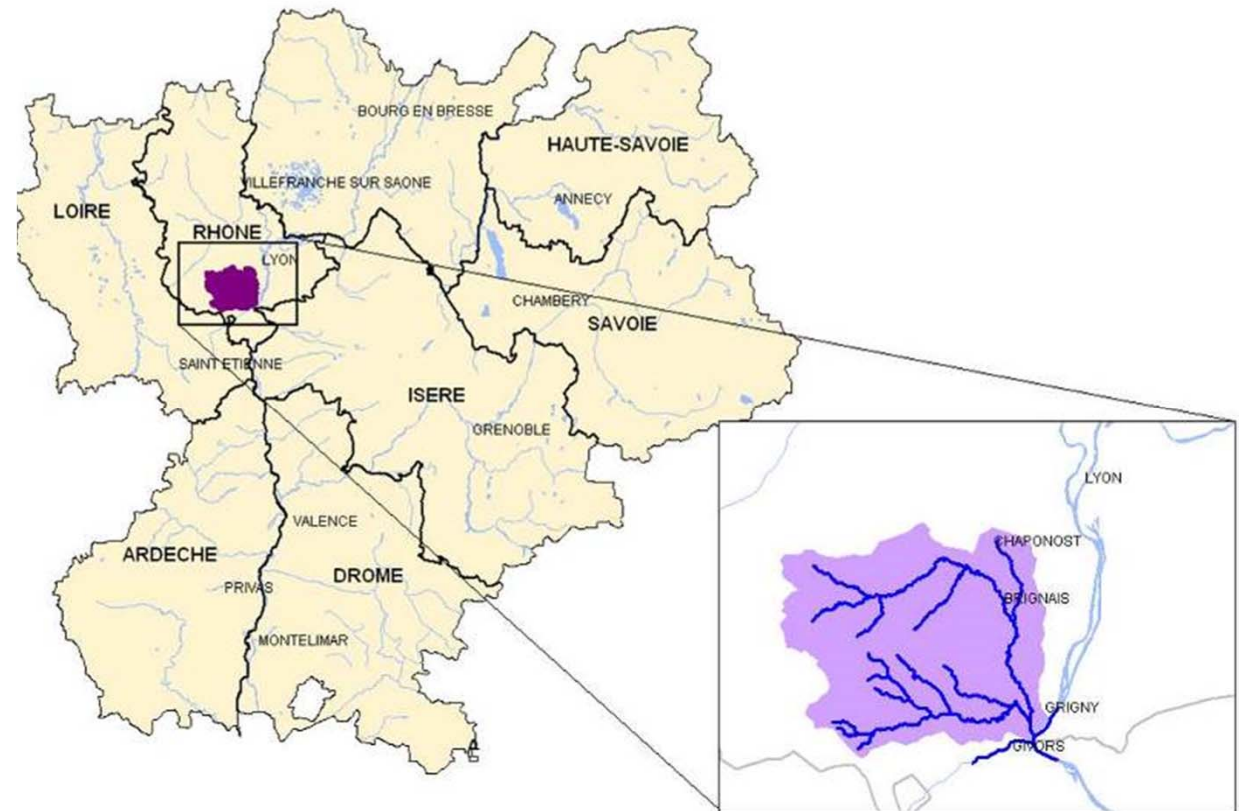 BOURG EN BRESSE
HAUTE-SAVOIE
VILLEFRANCHE SUR SAONE
ANNECY
LOIRE
RHONE
LYON
CHAMBERY
SAVOIE
SAINT ETIENNE
ISERE
GRENOBLE
VALENCE
ARDECHE
DROME
PRIVAS
MONTELIMAR
LYON
CHAPONOST
BRIGNAIS
GRIGNY
GIVORS